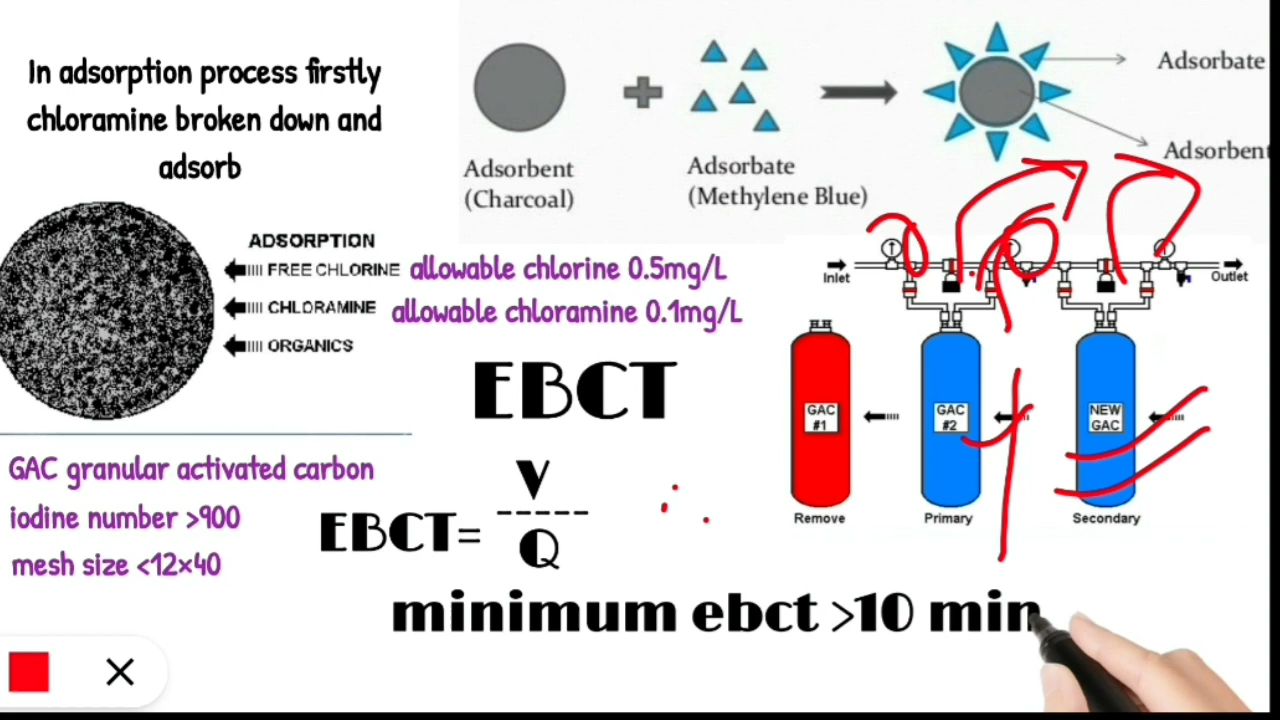 In adsorption process firstly
chloramine broken down and
adsorb
Adsorbent
(Charcoal)
Adsorbate
(Methylene Blue)
Adsorbate
Adsorbent
ADSORPTION
FREE CHLORINE
allowable chlorine 0.5mg/L
CHLORAMINE
allowable chloramine 0.1mg/L
ORGANICS
Inlet
Outlet
EBCT
GAC
#1
GAC
#2
NEW
GAC
Remove
Primary
Secondary
GAC granular activated carbon
iodine number >900
mesh size <12×40
V
EBCT= ------
Q
minimum ebct >10 min